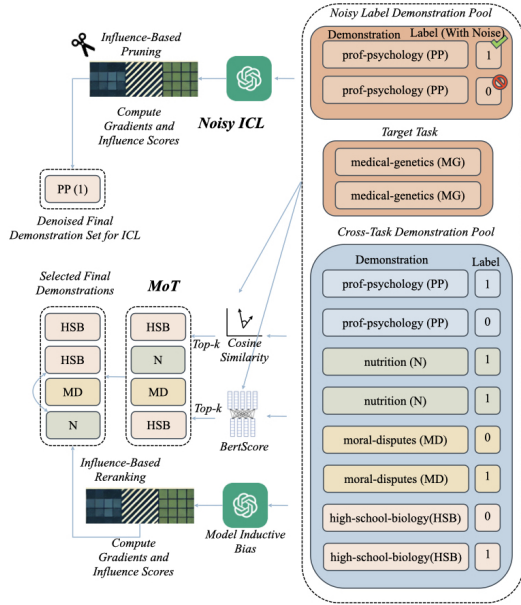 Influence-Based
Pruning
Compute
Gradients and
Influence Scores
Noisy ICL
PP (1)
Denoised Final
Demonstration Set for ICL
Selected Final
Demonstrations
MoT
HSB
HSB
MD
N
HSB
N
MD
HSB
Top-k
Cosine
Similarity
Top-k
BertScore
Influence-Based
Reranking
Compute
Gradients and
Influence Scores
Model Inductive
Bias
Noisy Label Demonstration Pool
Demonstration
Label (With Noise)
prof-psychology (PP)
1
prof-psychology (PP)
0
Target Task
medical-genetics (MG)
medical-genetics (MG)
Cross-Task Demonstration Pool
Demonstration
Label
prof-psychology (PP)
1
prof-psychology (PP)
0
nutrition (N)
1
nutrition (N)
1
moral-disputes (MD)
0
moral-disputes (MD)
1
high-school-biology(HSB)
0
high-school-biology(HSB)
1